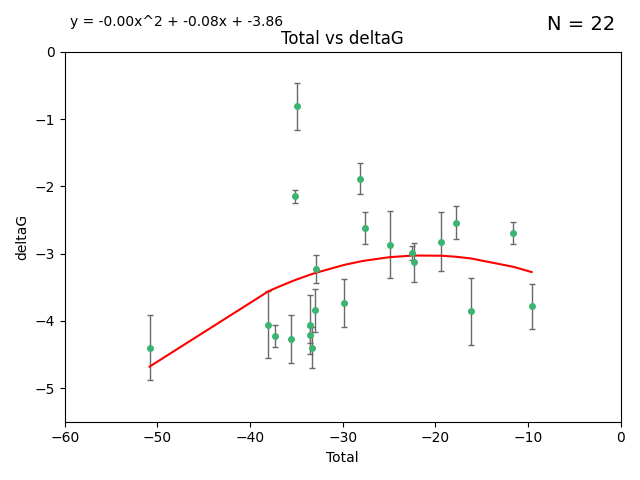 y = -0.00x^2 + -0.08x + -3.86
N = 22
Total vs deltaG
deltaG
0
−1
−2
−3
−4
−5
−60
−50
−40
−30
−20
−10
0
Total